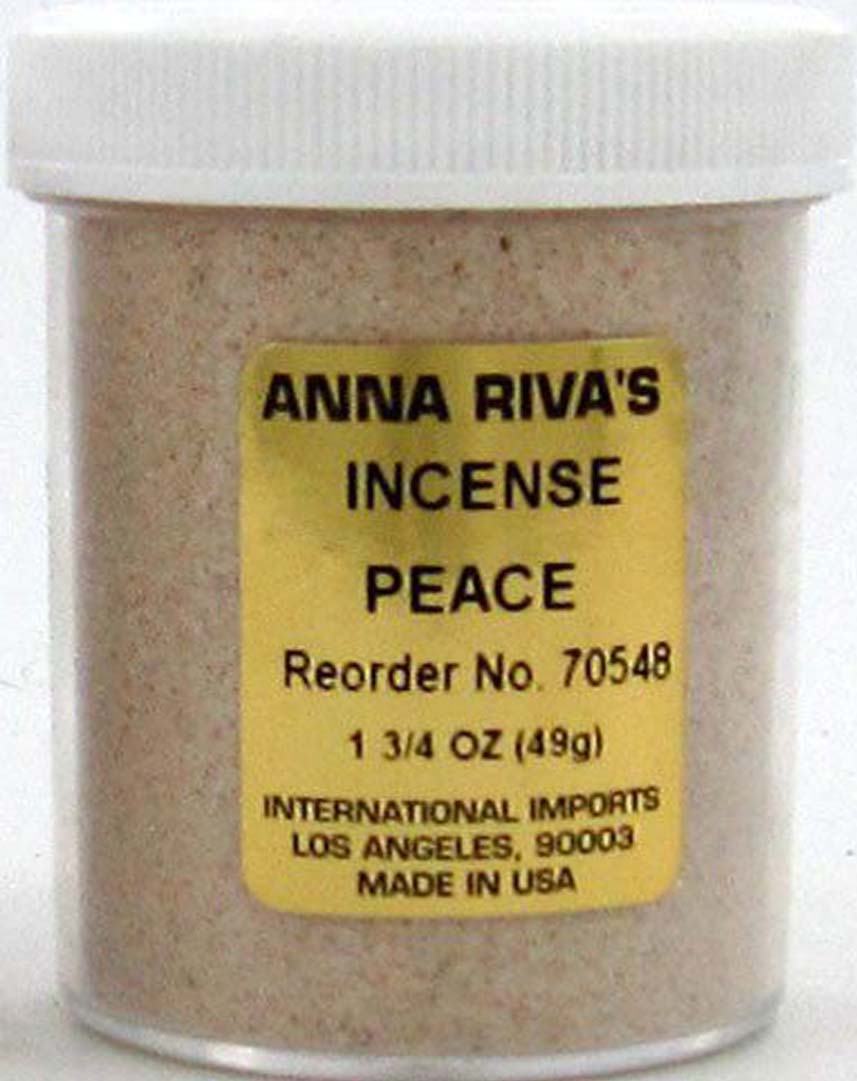 ANNA RIVA'S
INCENSE
PEACE
Reorder No. 70548
1 3/4 OZ (49g)
INTERNATIONAL IMPORTS
LOS ANGELES, 90003
MADE IN USA